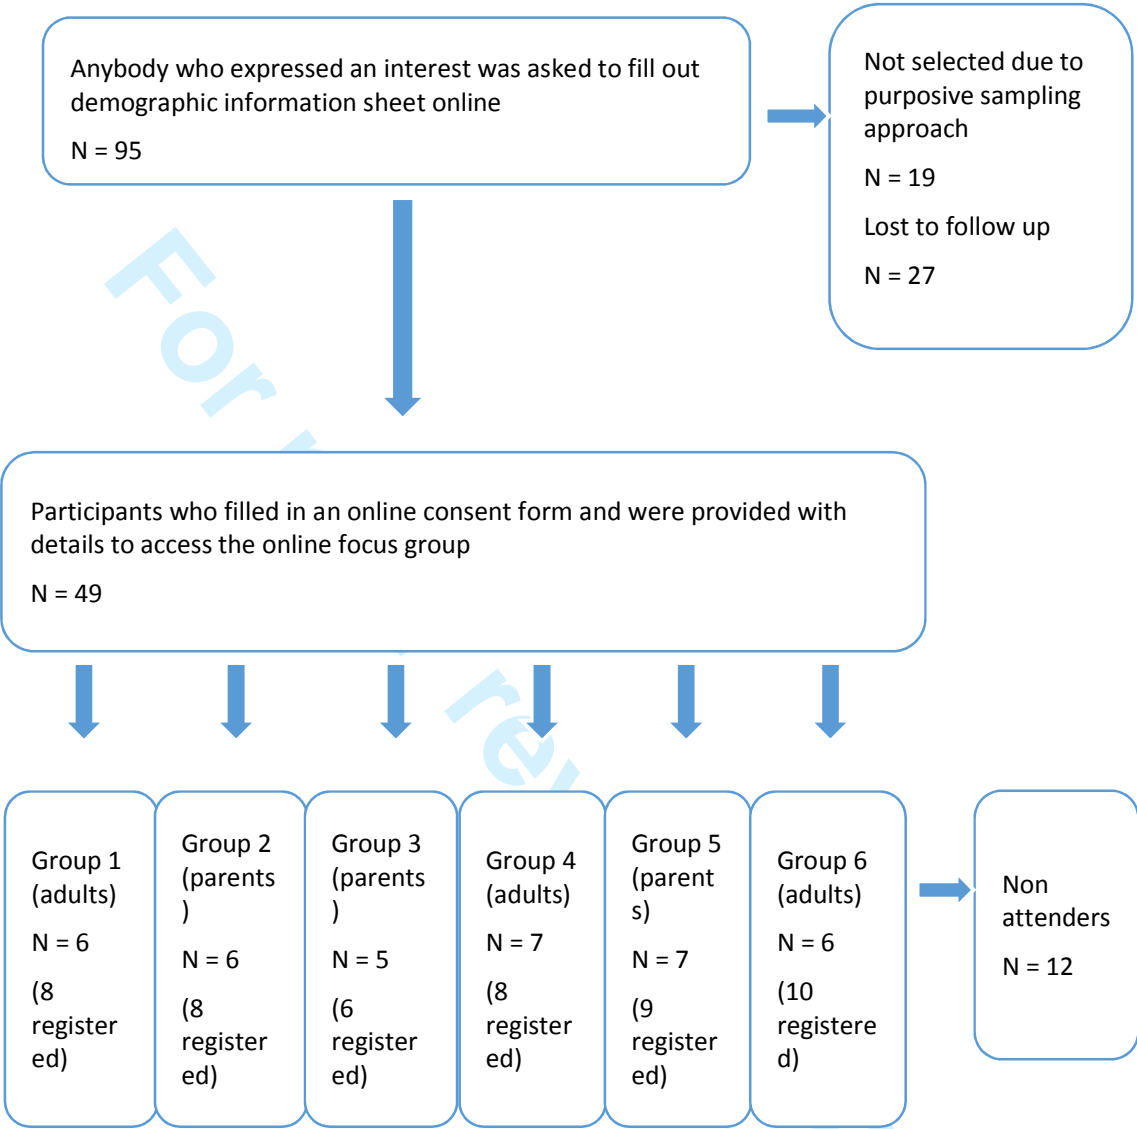 Anybody who expressed an interest was asked to fill out
demographic information sheet online
N = 95
Not selected due to
purposive sampling
approach
N = 19
Lost to follow up
N = 27
Participants who filled in an online consent form and were provided with
details to access the online focus group
N = 49
Group 1
(adults)
N = 6
(8
register
ed)
Group 2
(parents
)
N = 6
(8
register
ed)
Group 3
(parents
)
N = 5
(6
register
ed)
Group 4
(adults)
N = 7
(8
register
ed)
Group 5
(parent
s)
N = 7
(9
register
ed)
Group 6
(adults)
N = 6
(10
registere
d)
Non
attenders
N = 12
For